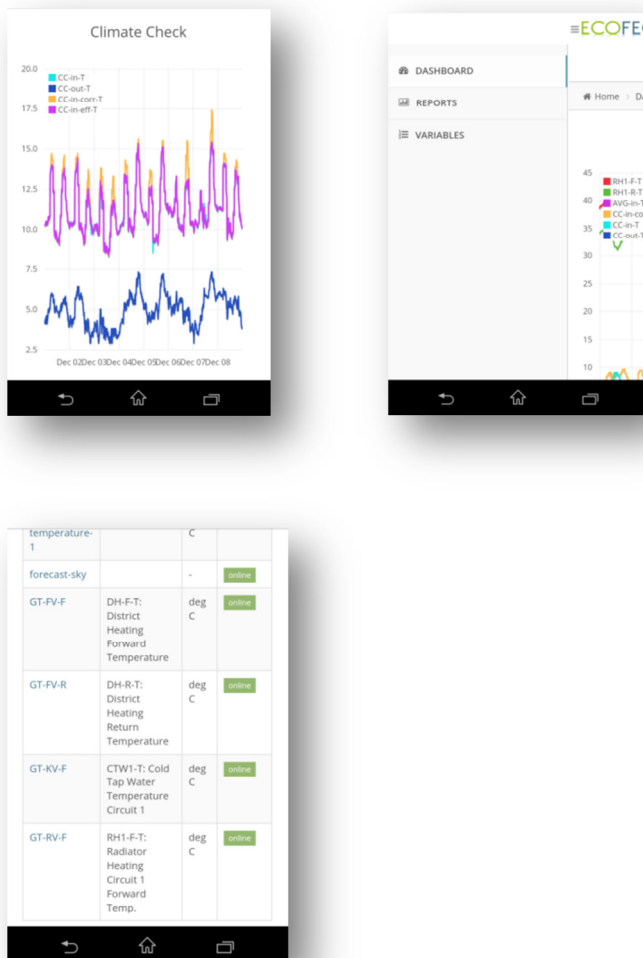 Climate Check
20.0
CC-in-T
CC-out-T
CC-in-corr-T
CC-in-eff-T
17.5
15.0
12.5
10.0
7.5
5.0
2.5
Dec 02Dec 03Dec 04Dec 05Dec 06Dec 07Dec 08
≡ECOFE
DASHBOARD
REPORTS
VARIABLES
Home > Da
45
RH1-F-T
RH1-R-T
40
AVG-in-T
CC-in-co
35
CC-in-T
CC-out-T
30
25
20
15
10
temperature-
1
C
forecast-sky - online
GT-FV-F
DH-F-T:
District
Heating
Forward
Temperature
deg
C
online
GT-FV-R
DH-R-T:
District
Heating
Return
Temperature
deg
C
online
GT-KV-F
CTW1-T: Cold
Tap Water
Temperature
Circuit 1
deg
C
online
GT-RV-F
RH1-F-T:
Radiator
Heating
Circuit 1
Forward
Temp.
deg
C
online